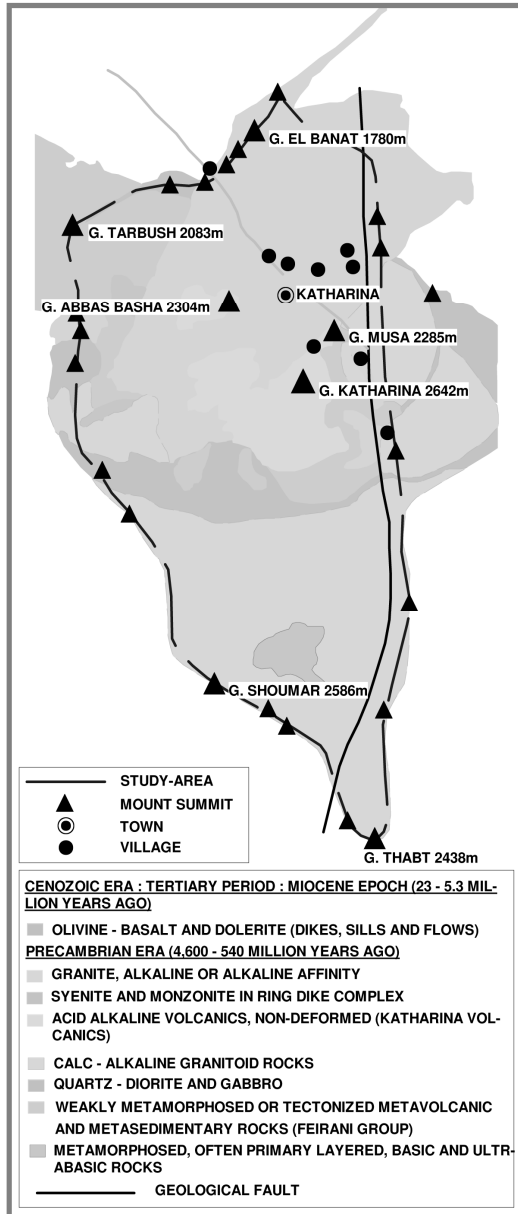 G. EL BANAT 1780m
G. TARBUSH 2083m
KATHARINA
G. ABBAS BASHA 2304m
G. MUSA 2285m
G. KATHARINA 2642m
G. SHOUMAR 2586m
G. THABT 2438m
STUDY-AREA
MOUNT SUMMIT
TOWN
VILLAGE
CENOZOIC ERA : TERTIARY PERIOD : MIOCENE EPOCH (23 - 5.3 MIL-
LION YEARS AGO)
OLIVINE - BASALT AND DOLERITE (DIKES, SILLS AND FLOWS)
PRECAMBRIAN ERA (4,600 - 540 MILLION YEARS AGO)
GRANITE, ALKALINE OR ALKALINE AFFINITY
SYENITE AND MONZONITE IN RING DIKE COMPLEX
ACID ALKALINE VOLCANICS, NON-DEFORMED (KATHARINA VOL-
CANICS)
CALC - ALKALINE GRANITOID ROCKS
QUARTZ - DIORITE AND GABBRO
WEAKLY METAMORPHOSED OR TECTONIZED METAVOLCANIC
AND METASEDIMENTARY ROCKS (FEIRANI GROUP)
METAMORPHOSED, OFTEN PRIMARY LAYERED, BASIC AND ULTR-
ABASIC ROCKS
GEOLOGICAL FAULT